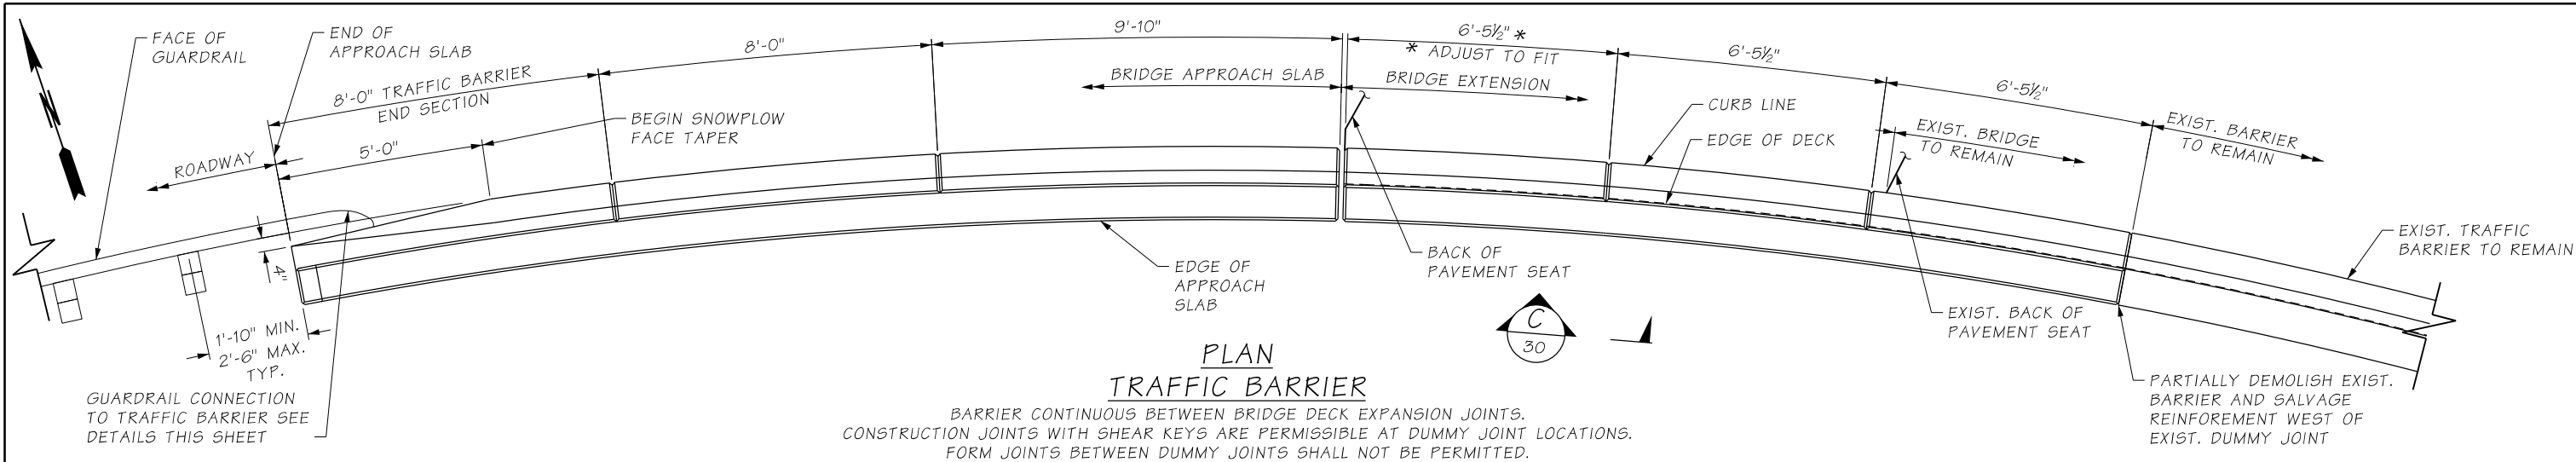 FACE OF
GUARDRAIL
END OF
APPROACH SLAB
8'-0" TRAFFIC BARRIER
END SECTION
8'-0"
9'-10"
6'-5½" *
* ADJUST TO FIT
6'-5½"
6'-5½"
BRIDGE APPROACH SLAB
BRIDGE EXTENSION
N
ROADWAY
5'-0"
BEGIN SNOWPLOW
FACE TAPER
CURB LINE
EDGE OF DECK
EXIST. BRIDGE
TO REMAIN
EXIST. BARRIER
TO REMAIN
4"
1'-10" MIN.
2'-6" MAX.
TYP.
EDGE OF
APPROACH
SLAB
BACK OF
PAVEMENT SEAT
EXIST. BACK OF
PAVEMENT SEAT
EXIST. TRAFFIC
BARRIER TO REMAIN
GUARDRAIL CONNECTION
TO TRAFFIC BARRIER SEE
DETAILS THIS SHEET
C
30
PARTIALLY DEMOLISH EXIST.
BARRIER AND SALVAGE
REINFOREMENT WEST OF
EXIST. DUMMY JOINT
PLAN
TRAFFIC BARRIER
BARRIER CONTINUOUS BETWEEN BRIDGE DECK EXPANSION JOINTS.
CONSTRUCTION JOINTS WITH SHEAR KEYS ARE PERMISSIBLE AT DUMMY JOINT LOCATIONS.
FORM JOINTS BETWEEN DUMMY JOINTS SHALL NOT BE PERMITTED.